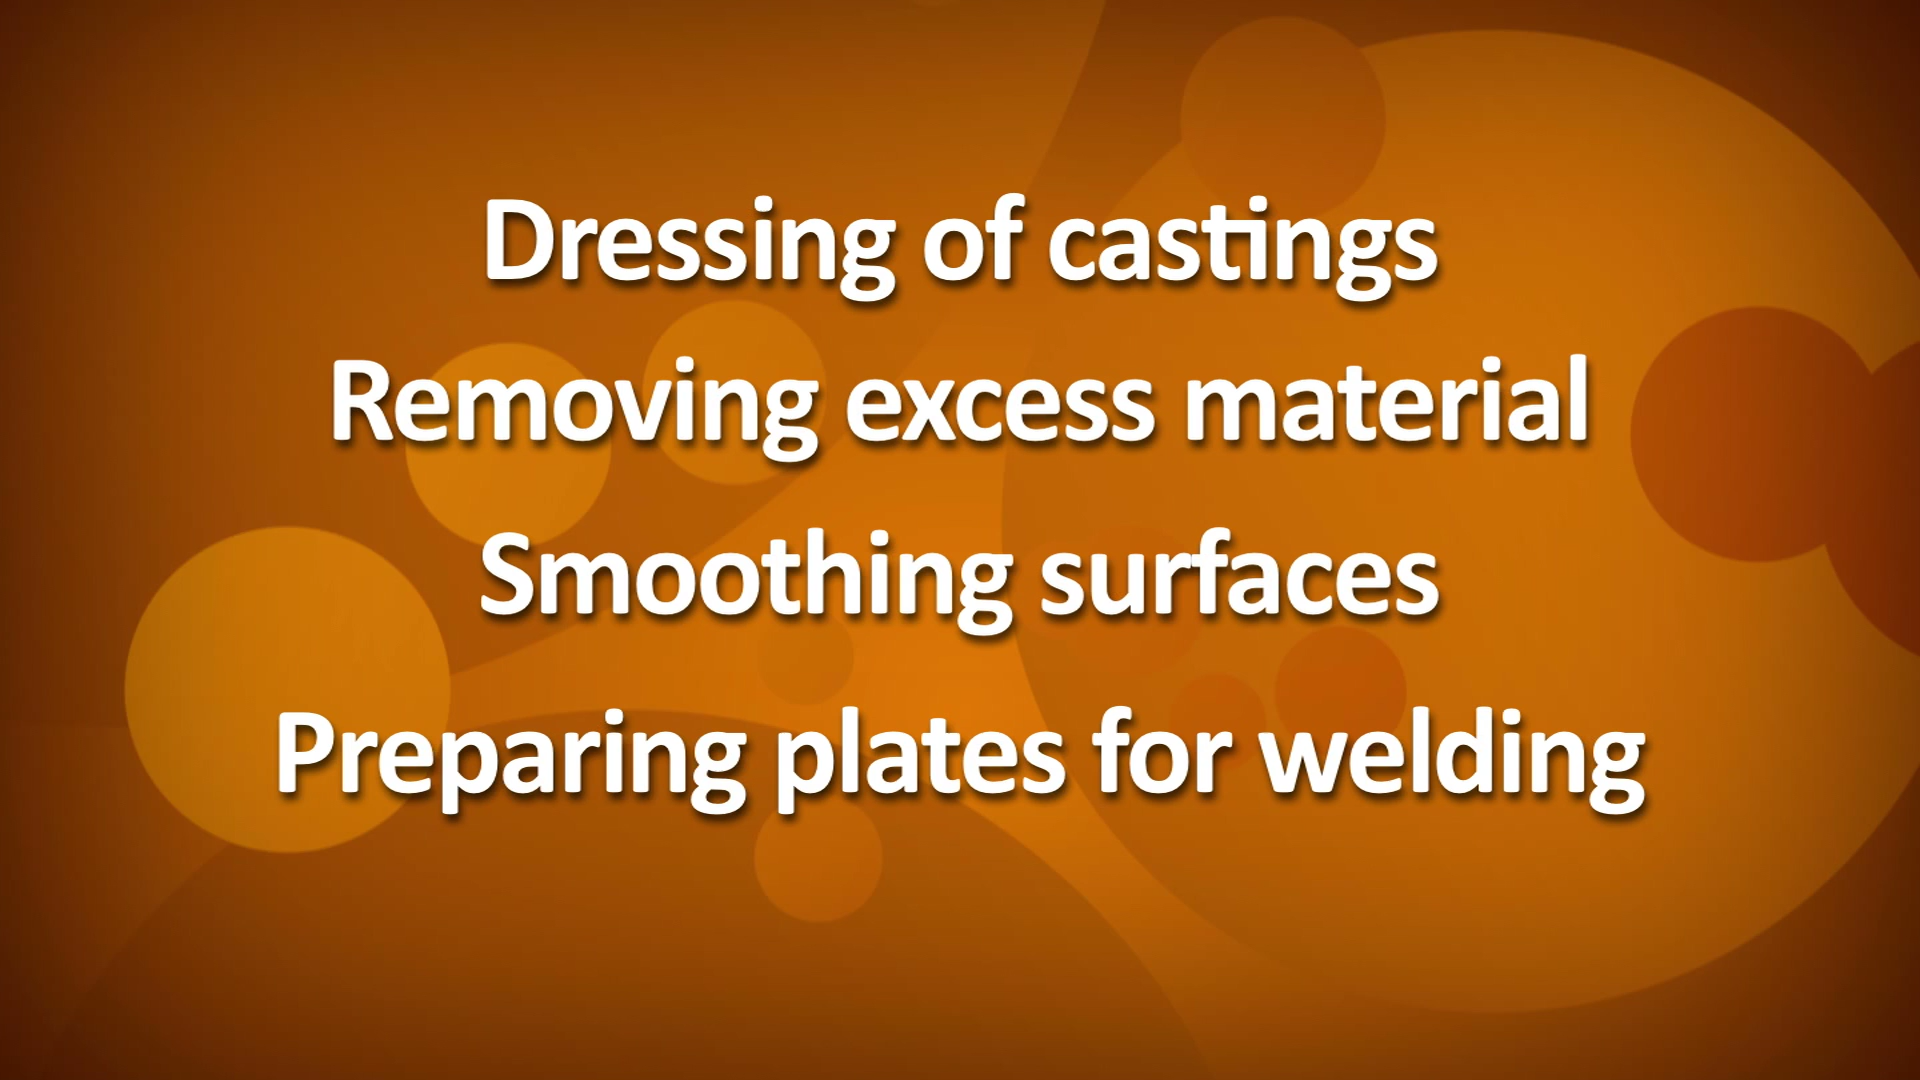 Dressing of castings
Removing excess material
Smoothing surfaces
Preparing plates for welding